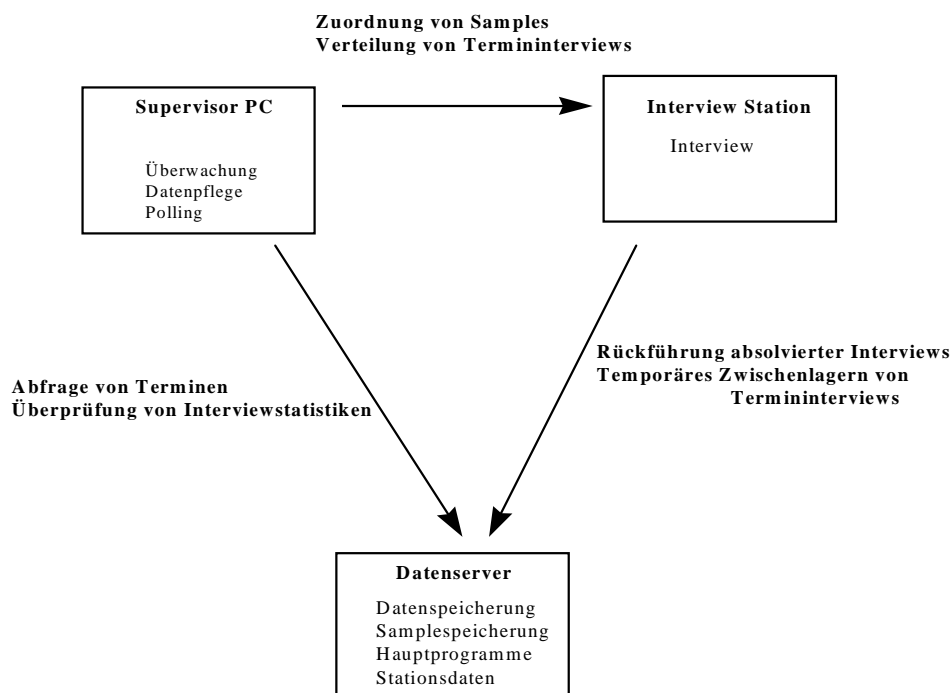 Zuordnung von Samples
Verteilung von Termininterviews
Supervisor PC
Überwachung
Datenpflege
Polling
Interview Station
Interview
Abfrage von Terminen
Überprüfung von Interviewstatistiken
Rückführung absolvierter Interviews
Temporäres Zwischenlagern von
Termininterviews
Datenserver
Datenspeicherung
Samplespeicherung
Hauptprogramme
Stationsdaten